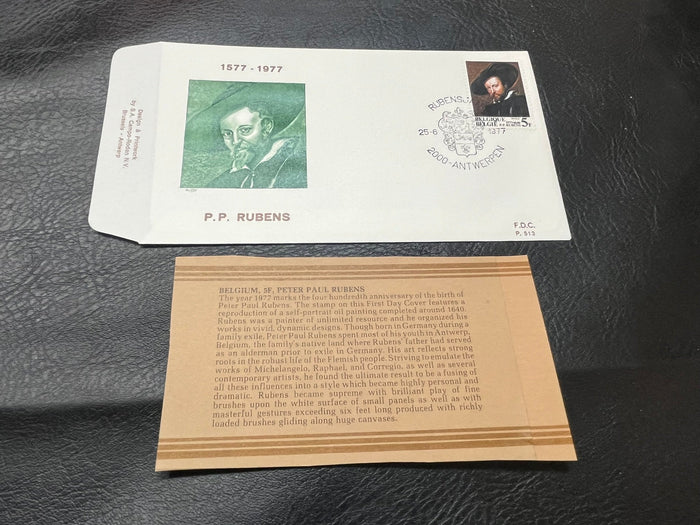 1577 - 1977
P.P. RUBENS
Design & Printwork
by S.A. Campo-Rodan N.V.
Brussels - Antwerp
25-6
1977
2000-ANTWERPEN
BELGIQUE
BELGIË
5F
F.D.C.
P. 513
BELGIUM, 5F, PETER PAUL RUBENS
The year 1977 marks the four hundredth anniversary of the birth of
Peter Paul Rubens. The stamp on this First Day Cover features a
reproduction of a self-portrait oil painting completed around 1640.
Rubens was a painter of unlimited resource and he organized his
works in vivid, dynamic designs. Though born in Germany during a
family exile, Peter Paul Rubens spent most of his youth in Antwerp,
Belgium, the family's native land where Rubens' father had served
as an alderman prior to exile in Germany. His art reflects strong
roots in the robust life of the Flemish people. Striving to emulate the
works of Michelangelo, Raphael, and Corregio, as well as several
contemporary artists, he found the ultimate result to be a fusing of
all these influences into a style which became highly personal and
dramatic. Rubens became supreme with brilliant play of fine
brushes upon the white surface of small panels as well as with
masterful gestures exceeding six feet long produced with richly
loaded brushes gliding along huge canvases.